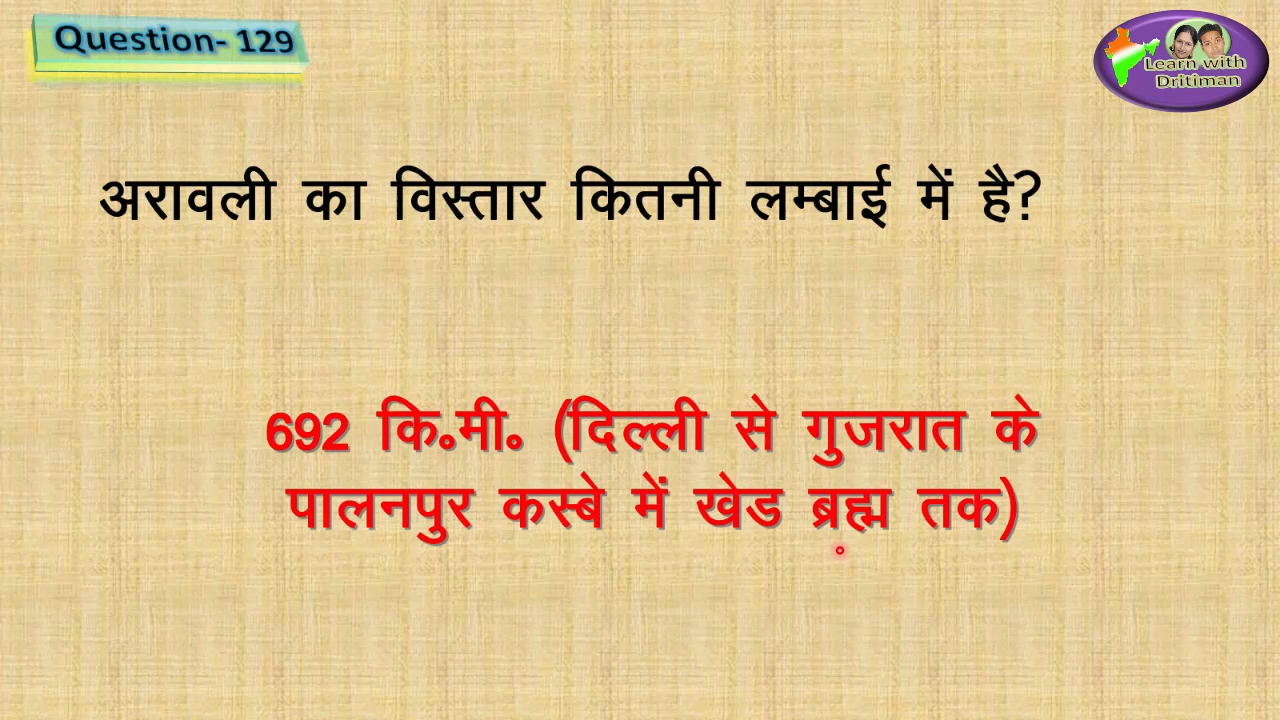 Question- 129
Learn with
Dritiman
अरावली का विस्तार कितनी लम्बाई में है?
692 कि॰मी॰ (दिल्ली से गुजरात के
पालनपुर कस्बे में खेड ब्रह्म तक)